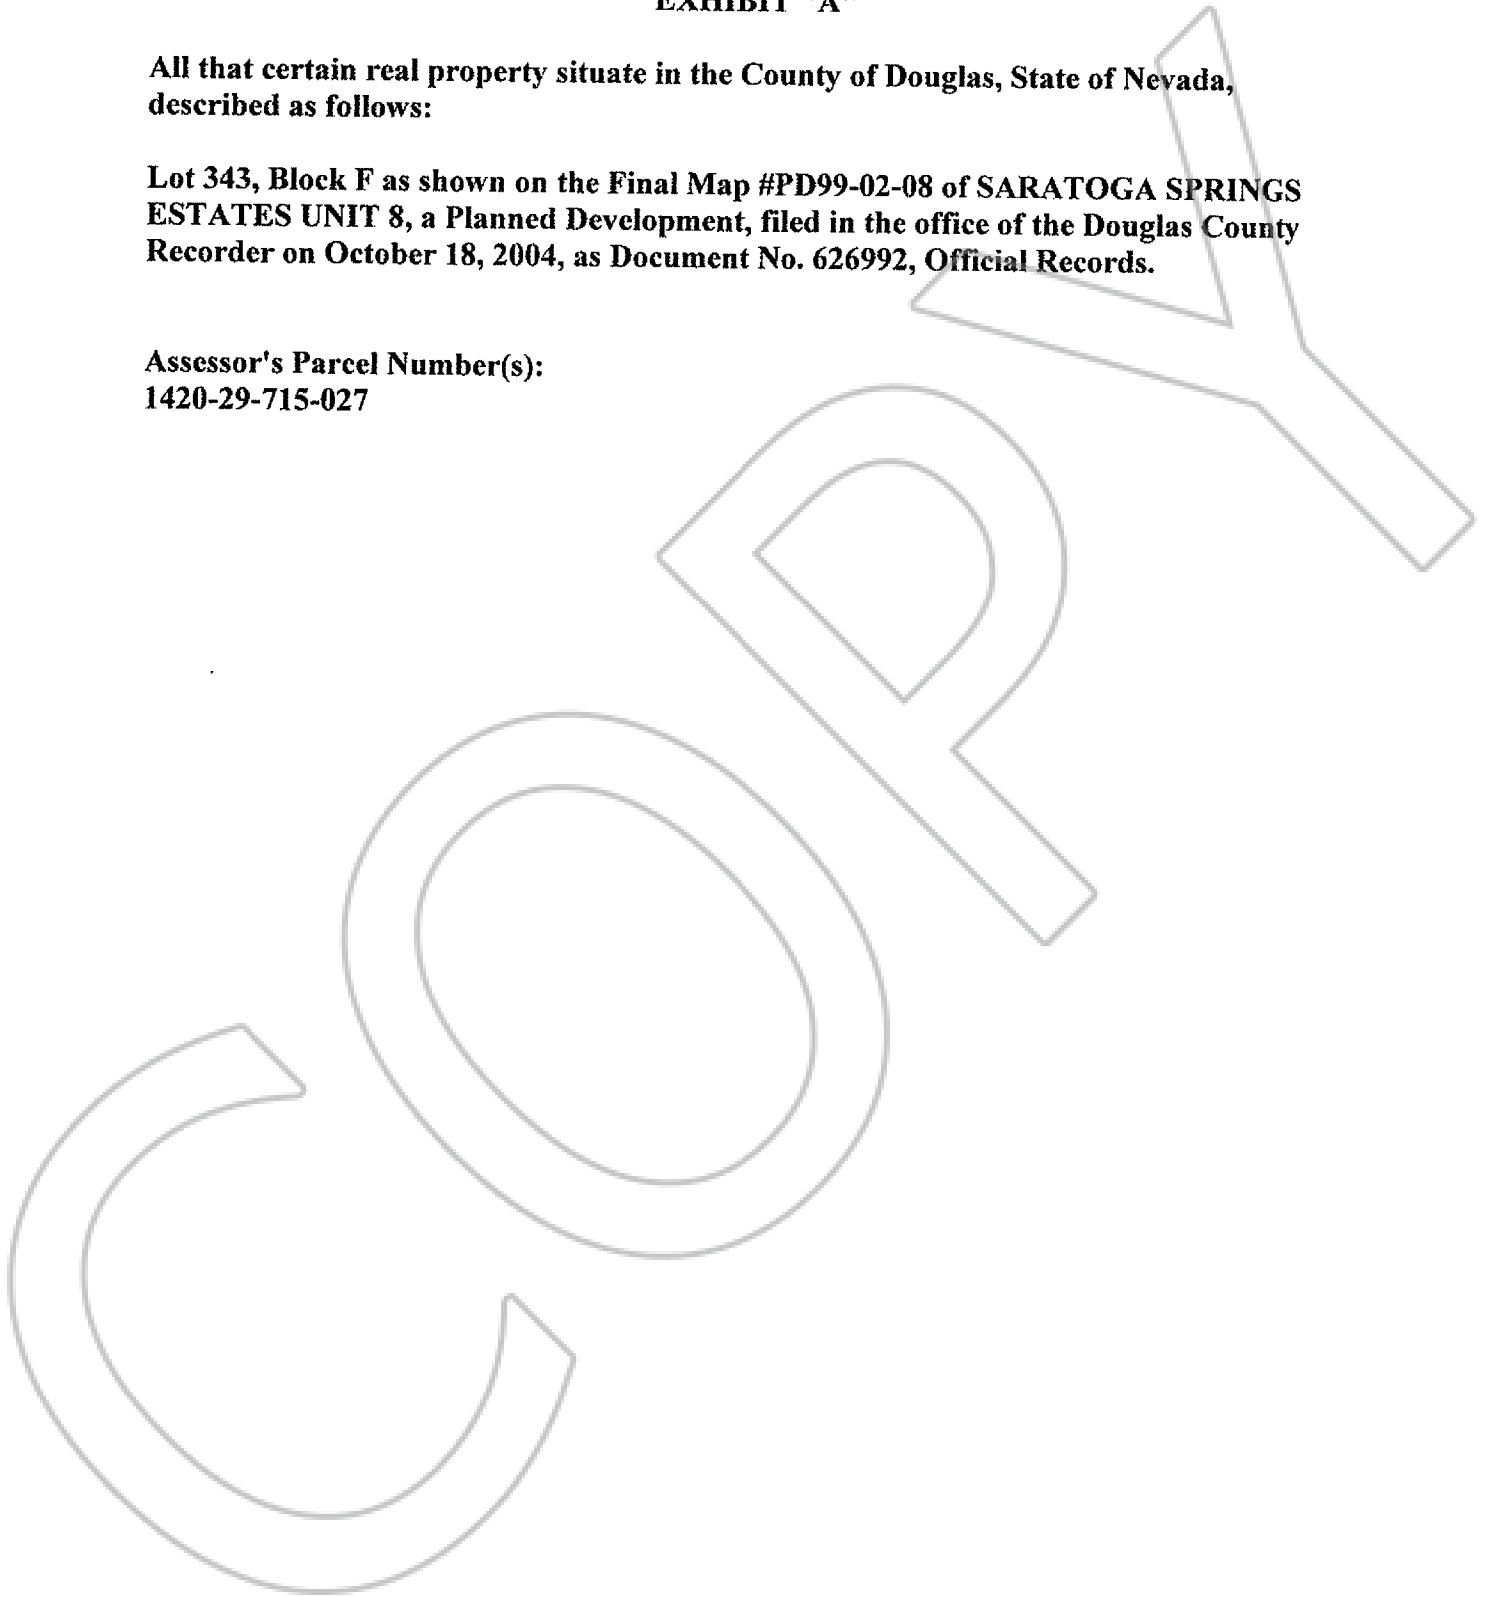 EXHIBIT "A"
All that certain real property situate in the County of Douglas, State of Nevada,
described as follows:
Lot 343, Block F as shown on the Final Map #PD99-02-08 of SARATOGA SPRINGS
ESTATES UNIT 8, a Planned Development, filed in the office of the Douglas County
Recorder on October 18, 2004, as Document No. 626992, Official Records.
Assessor's Parcel Number(s):
1420-29-715-027
COPY